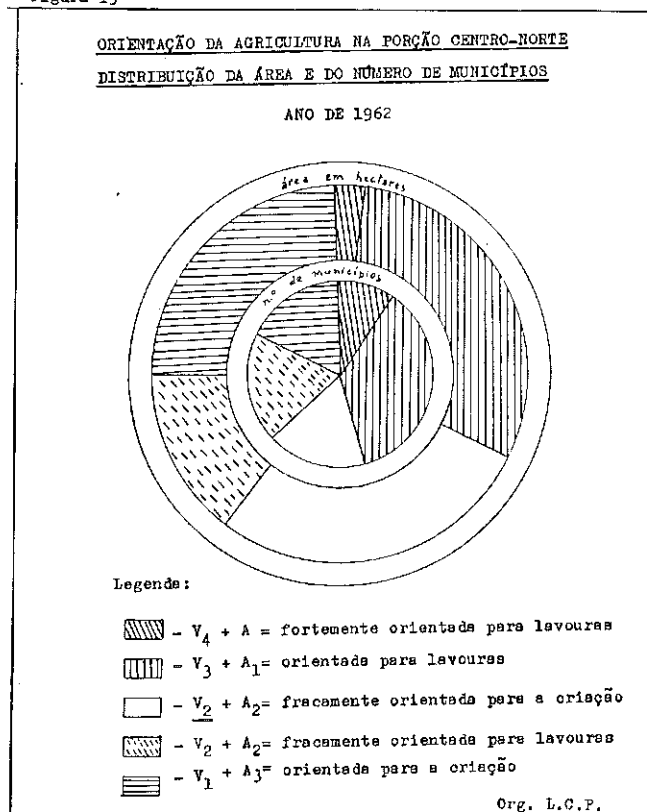 Figura 15
ORIENTAÇÃO DA AGRICULTURA NA PORÇÃO CENTRO-NORTE
DISTRIBUIÇÃO DA ÁREA E DO NÚMERO DE MUNICÍPIOS
ANO DE 1962
área em hectares
nº de municípios
Legenda:
- V4 + A = fortemente orientada para lavouras
- V3 + A1= orientada para lavouras
- V2 + A2= fracamente orientada para a criação
- V2 + A2= fracamente orientada para lavouras
- V1 + A3= orientada para a criação
Org. L.C.P.